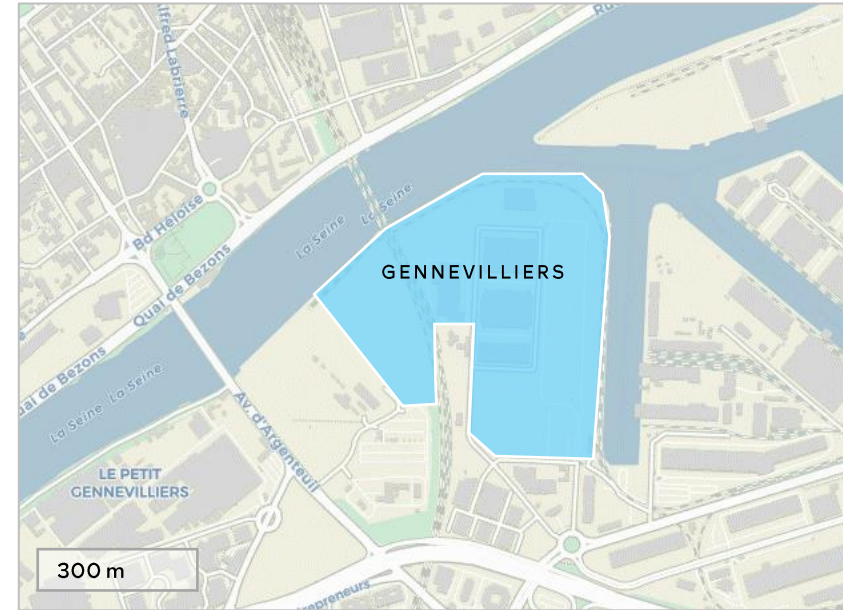 Alfred Labrierre
Bd Héloïse
Quai de Bezons
La Seine
La Seine
GENNEVILLIERS
Quai de Bezons
La Seine
La Seine
Av. d'Argenteuil
LE PETIT
GENNEVILLIERS
300 m